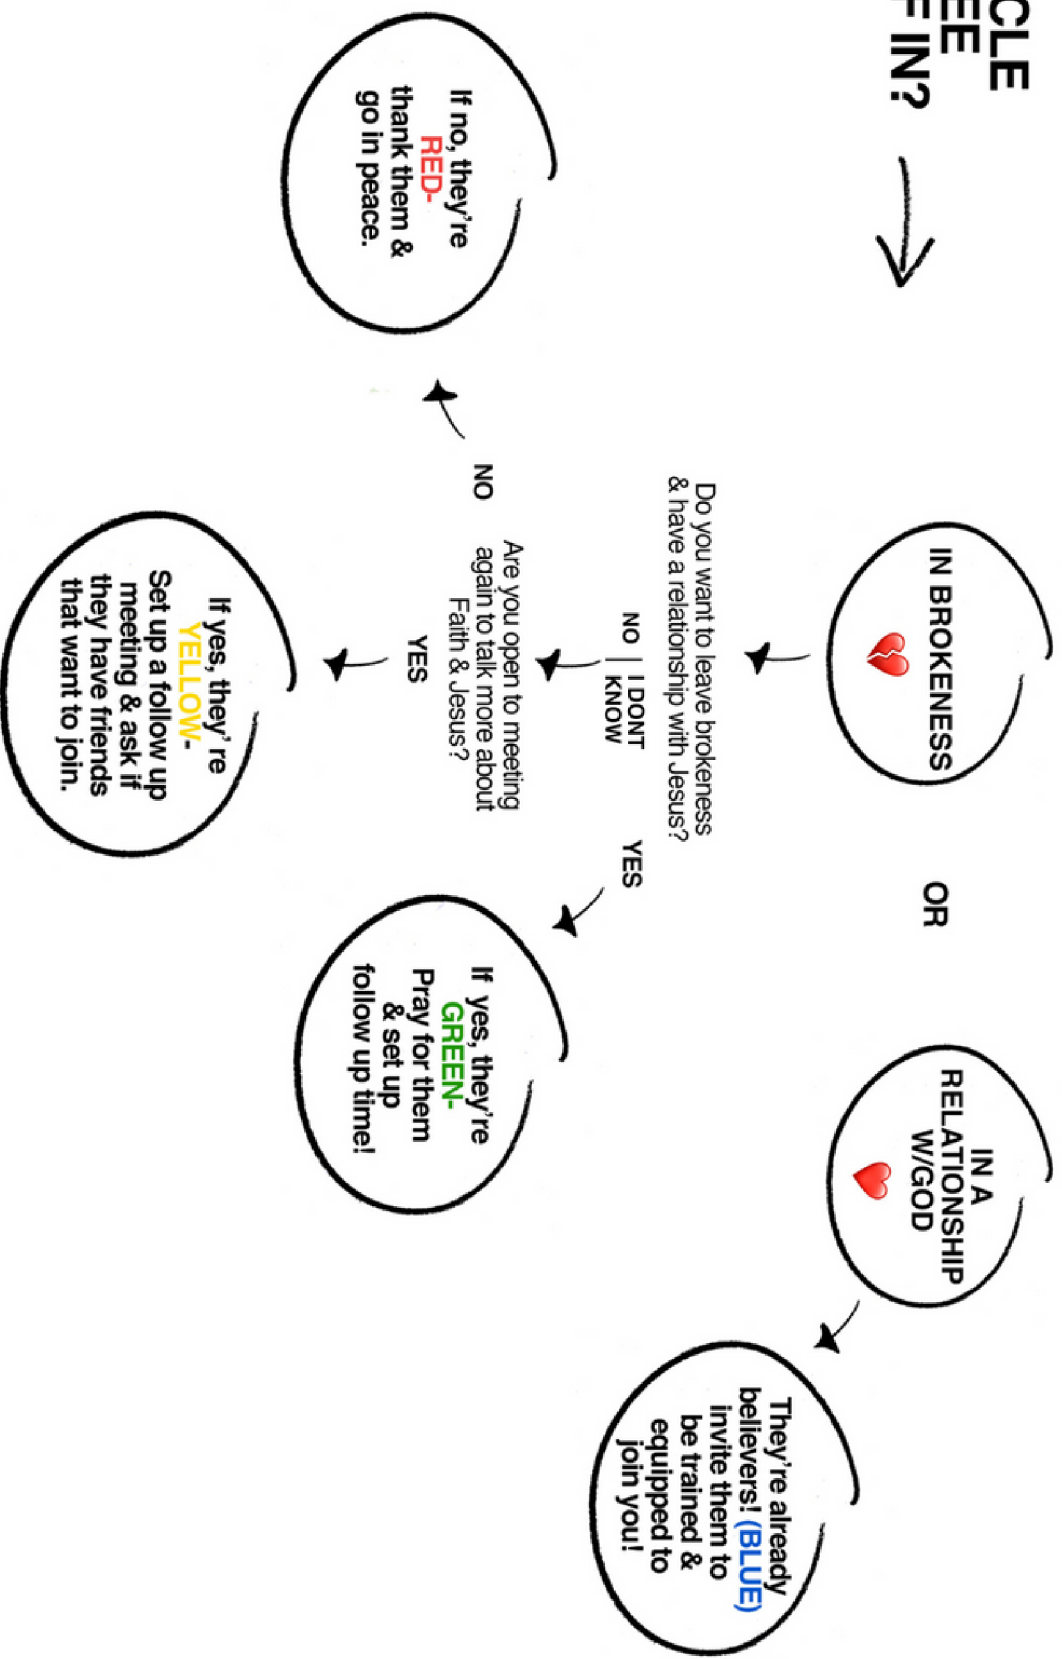 CLE
EE
F IN?
IN BROKENESS
OR
IN A
RELATIONSHIP
W/GOD
Do you want to leave brokeness
& have a relationship with Jesus?
NO | I DONT
KNOW
YES
Are you open to meeting
again to talk more about
Faith & Jesus?
NO
YES
If no, they're
RED-
thank them &
go in peace.
If yes, they' re
YELLOW-
Set up a follow up
meeting & ask if
they have friends
that want to join.
If yes, they're
GREEN-
Pray for them
& set up
follow up time!
They're already
believers! (BLUE)
invite them to
be trained &
equipped to
join you!